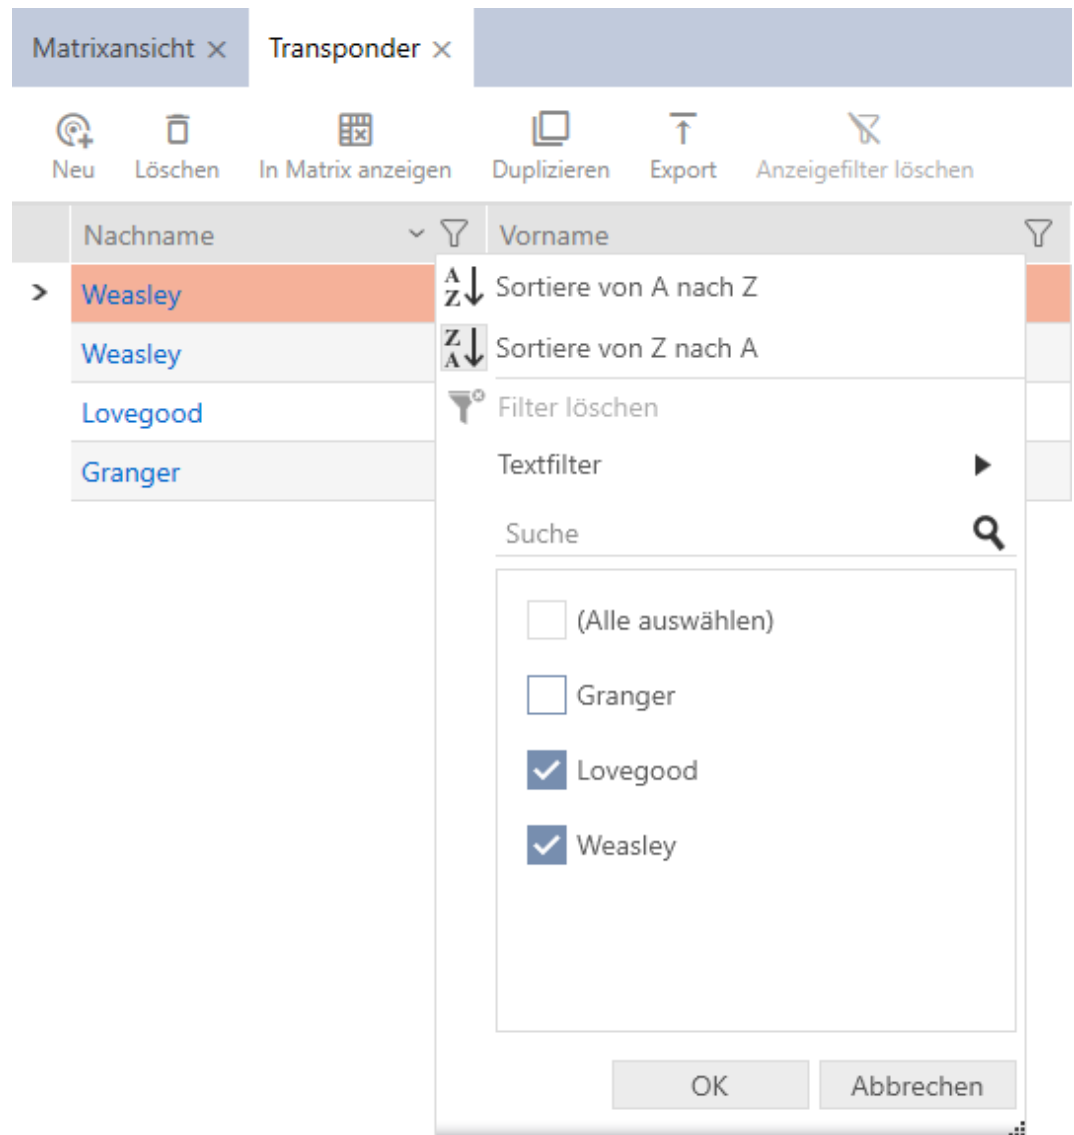 Matrixansicht Transponder
Neu Löschen In Matrix anzeigen Duplizieren Export Anzeigefilter löschen
Nachname Vorname
Weasley
Weasley
Lovegood
Granger
A Z Sortiere von A nach Z
Z A Sortiere von Z nach A
Filter löschen
Textfilter
Suche
(Alle auswählen)
Granger
Lovegood
Weasley
OK Abbrechen